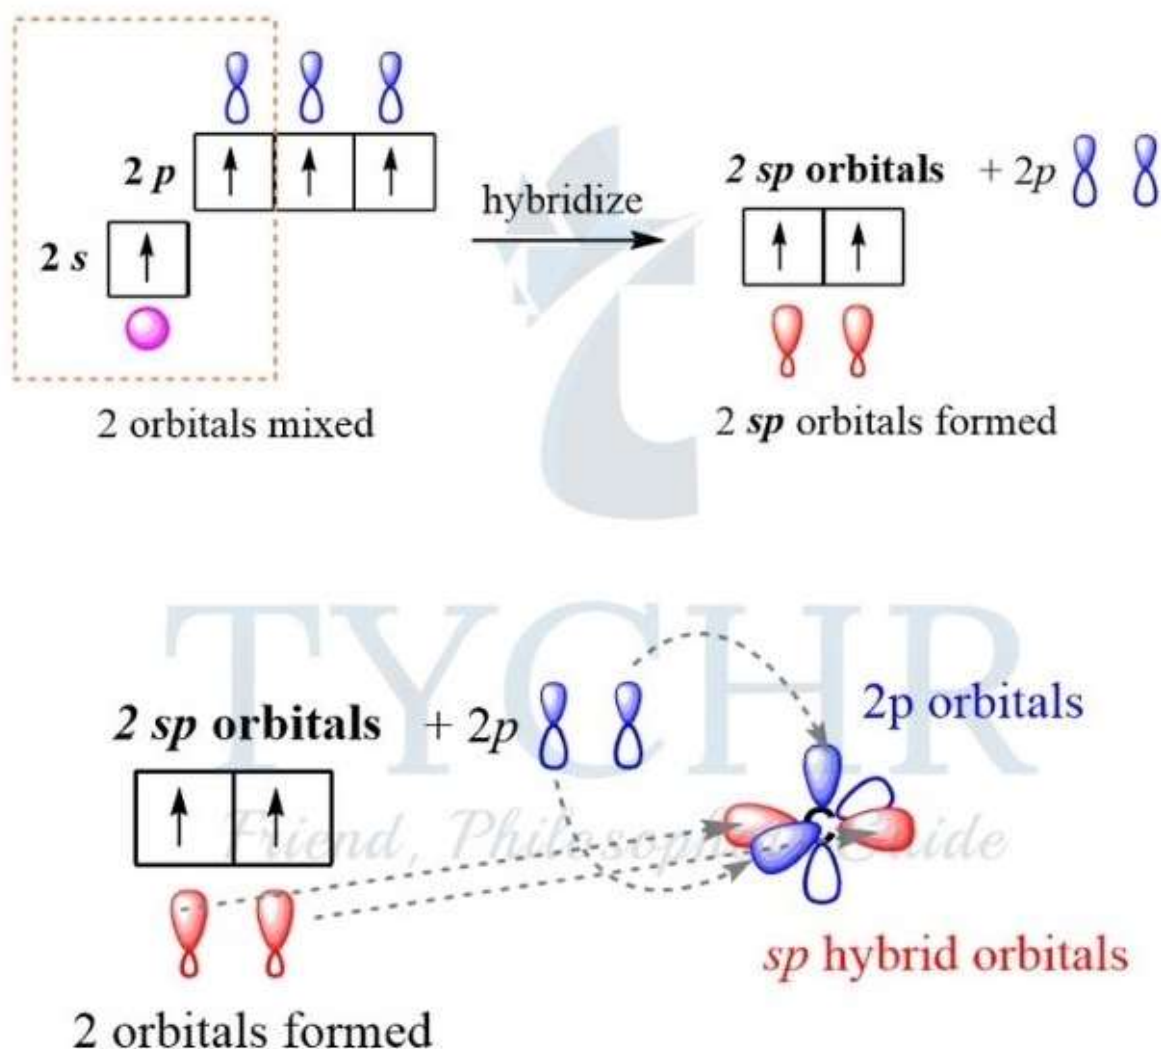 2 p
2 s
hybridize
2 sp orbitals + 2p
2 orbitals mixed
2 sp orbitals formed
TYCHR
2 sp orbitals + 2p
2p orbitals
C
Friend, Philosopher, Guide
sp hybrid orbitals
2 orbitals formed